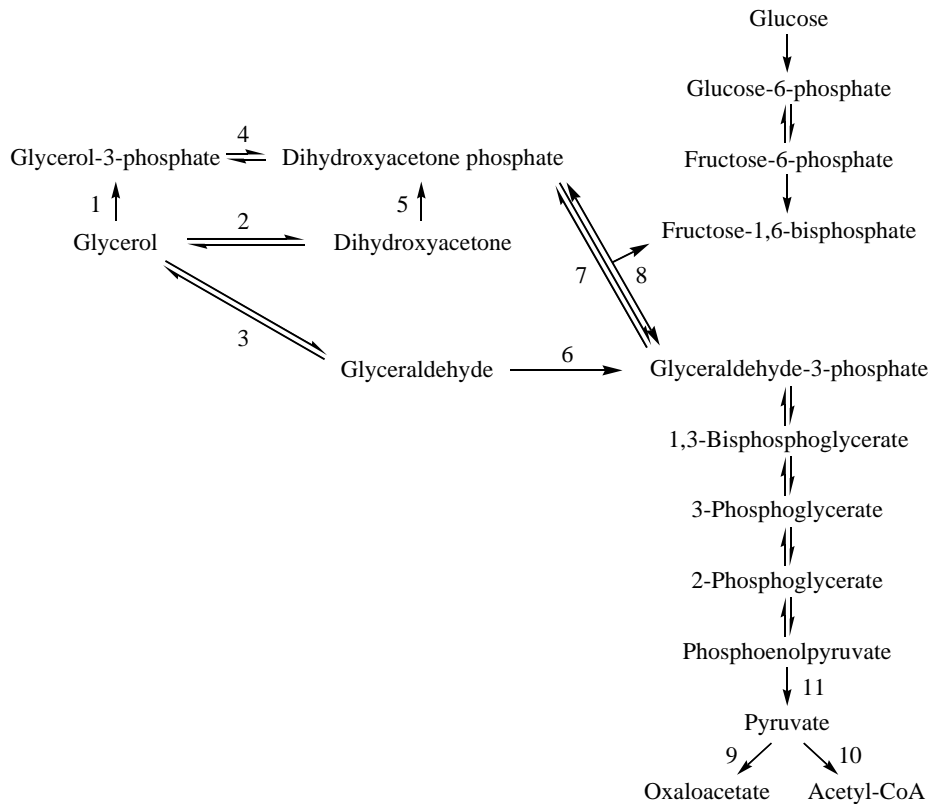 Glucose
Glucose-6-phosphate
4
Glycerol-3-phosphate Dihydroxyacetone phosphate Fructose-6-phosphate
1 5
2
Glycerol Dihydroxyacetone Fructose-1,6-bisphosphate
7 8
3
6
Glyceraldehyde Glyceraldehyde-3-phosphate
1,3-Bisphosphoglycerate
3-Phosphoglycerate
2-Phosphoglycerate
Phosphoenolpyruvate
11
Pyruvate
9 10
Oxaloacetate Acetyl-CoA